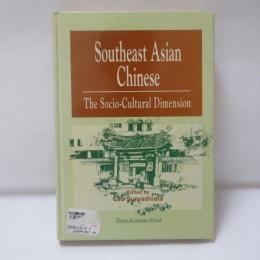 Southeast Asian
Chinese
The Socio-Cultural Dimension
Edited by
Leo Suryadinata
TIMES ACADEMIC PRESS